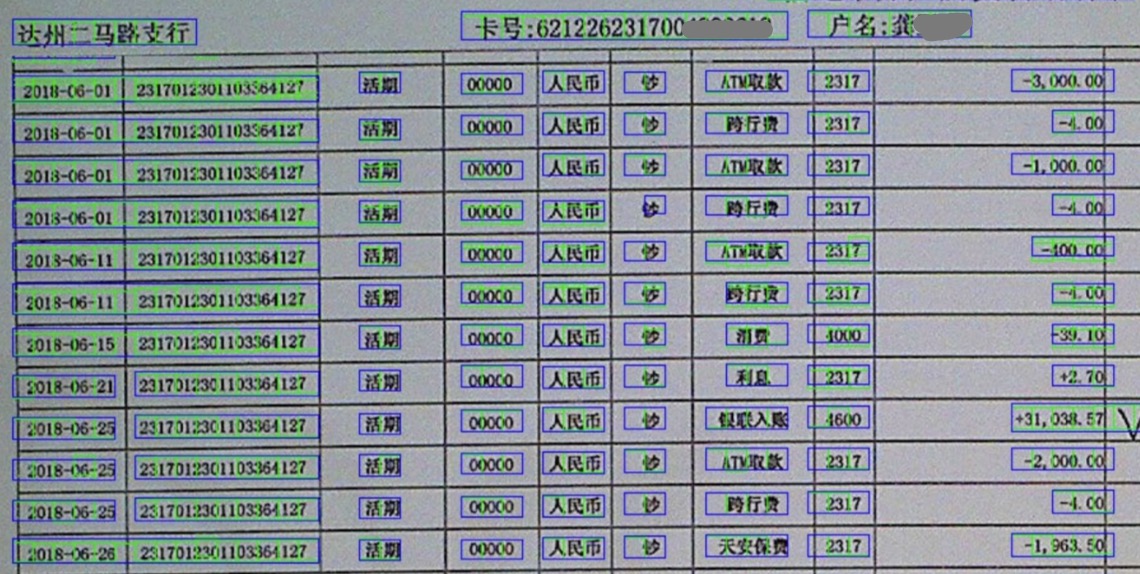 达州二马路支行 卡号:621226231700 户名:龚
2018-06-01 2317012301103364127 活期 00000 人民币 钞 ATM取款 2317 -3,000.00
2018-06-01 2317012301103364127 活期 00000 人民币 钞 跨行费 2317 -4.00
2018-06-01 2317012301103364127 活期 00000 人民币 钞 ATM取款 2317 -1,000.00
2018-06-01 2317012301103364127 活期 00000 人民币 钞 跨行费 2317 -4.00
2018-06-11 2317012301103364127 活期 00000 人民币 钞 ATM取款 2317 -400.00
2018-06-11 2317012301103364127 活期 00000 人民币 钞 跨行费 2317 -4.00
2018-06-15 2317012301103364127 活期 00000 人民币 钞 消费 4000 -39.10
2018-06-21 2317012301103364127 活期 00000 人民币 钞 利息 2317 +2.70
2018-06-25 2317012301103364127 活期 00000 人民币 钞 银联入账 4600 +31,038.57
2018-06-25 2317012301103364127 活期 00000 人民币 钞 ATM取款 2317 -2,000.00
2018-06-25 2317012301103364127 活期 00000 人民币 钞 跨行费 2317 -4.00
2018-06-26 2317012301103364127 活期 00000 人民币 钞 天安保费 2317 -1,963.50